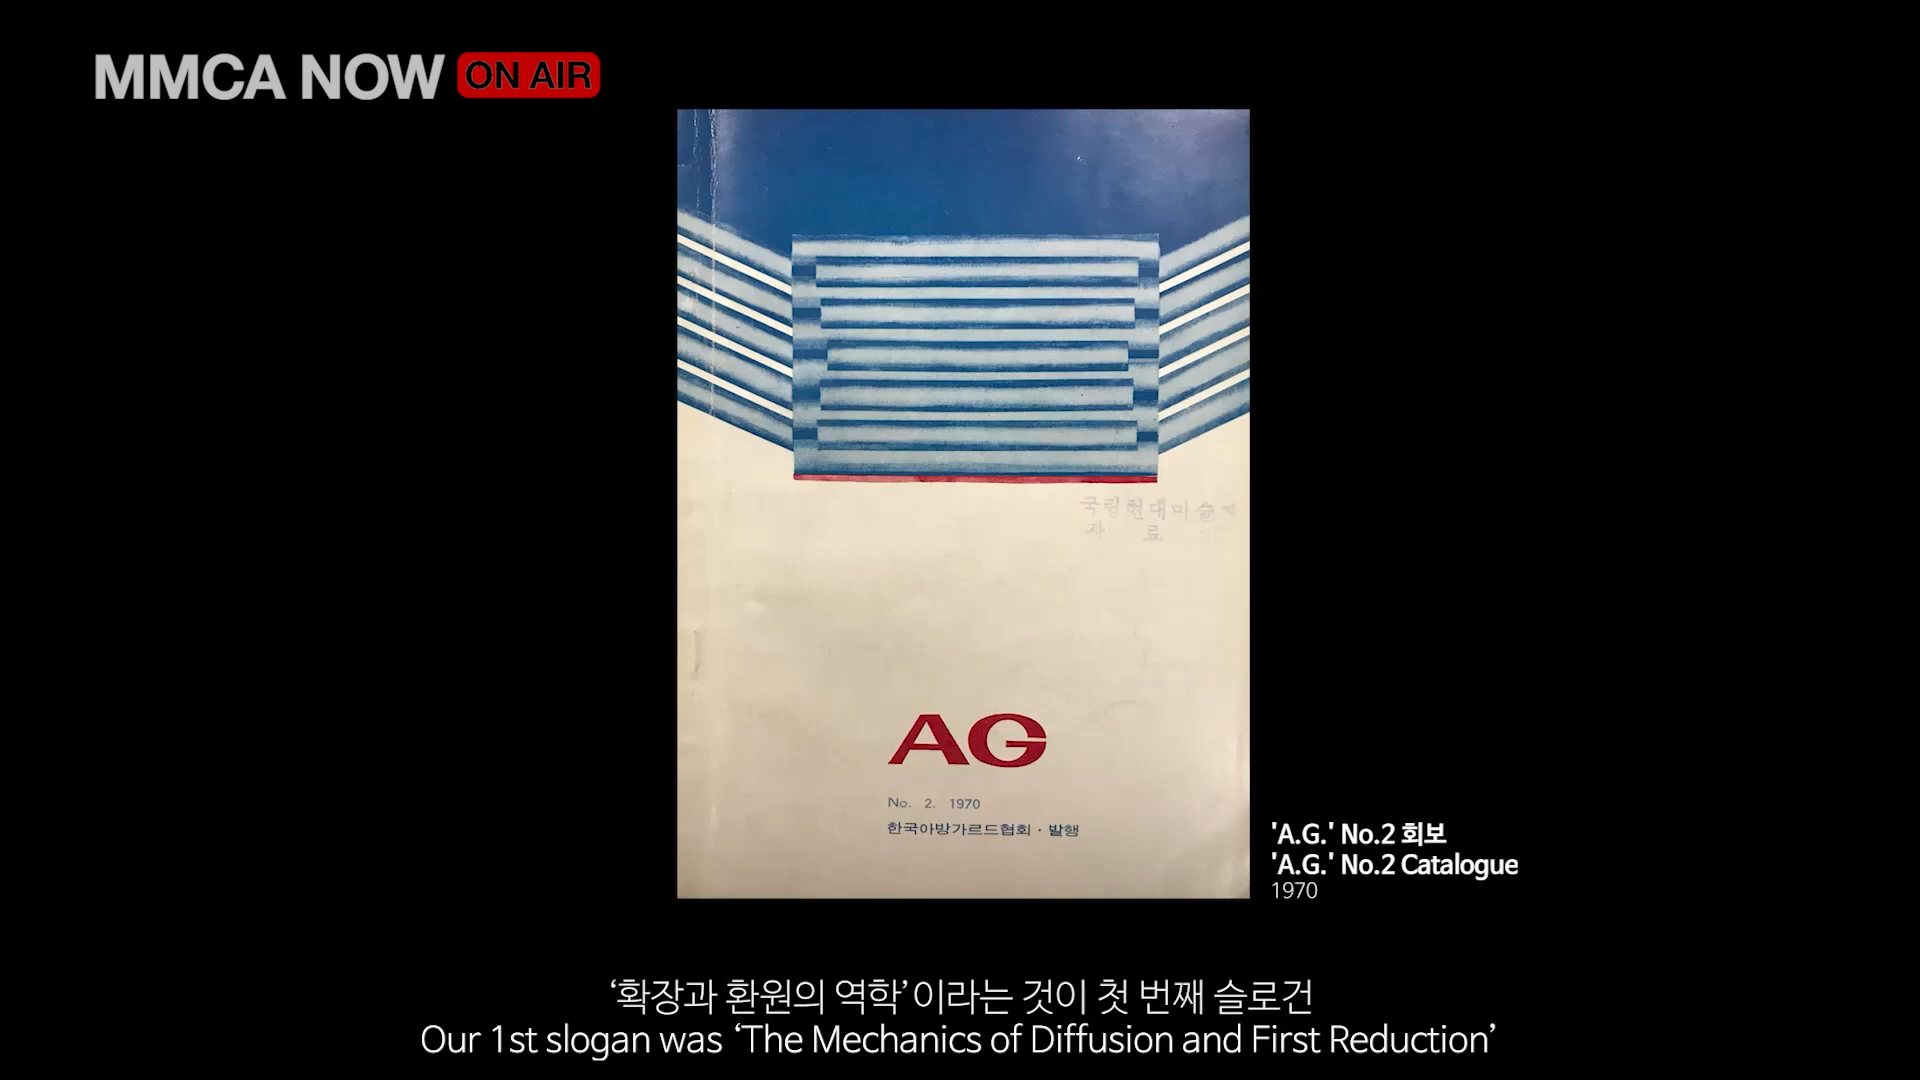 MMCA NOW ON AIR
국립현대미술
자 료
AG
No. 2. 1970
한국아방가르드협회·발행
'A.G.' No.2 회보
'A.G.' No.2 Catalogue
1970
‘확장과 환원의 역학’이라는 것이 첫 번째 슬로건
Our 1st slogan was ‘The Mechanics of Diffusion and First Reduction’